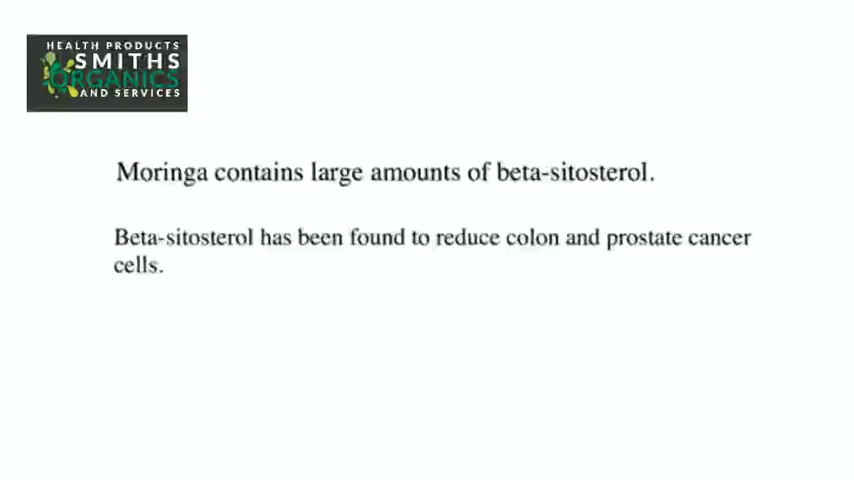 HEALTH PRODUCTS
SMITHS
ORGANICS
AND SERVICES
Moringa contains large amounts of beta-sitosterol.
Beta-sitosterol has been found to reduce colon and prostate cancer
cells.